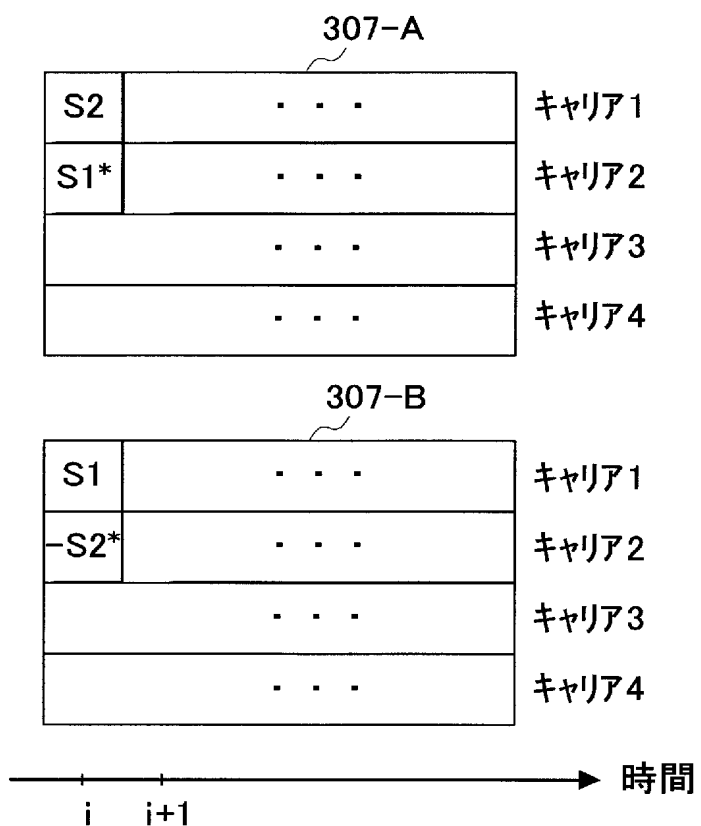 307-A
S2 ・・・ キャリア1
S1* ・・・ キャリア2
・・・ キャリア3
・・・ キャリア4
307-B
S1 ・・・ キャリア1
-S2* ・・・ キャリア2
・・・ キャリア3
・・・ キャリア4
時間
i i+1